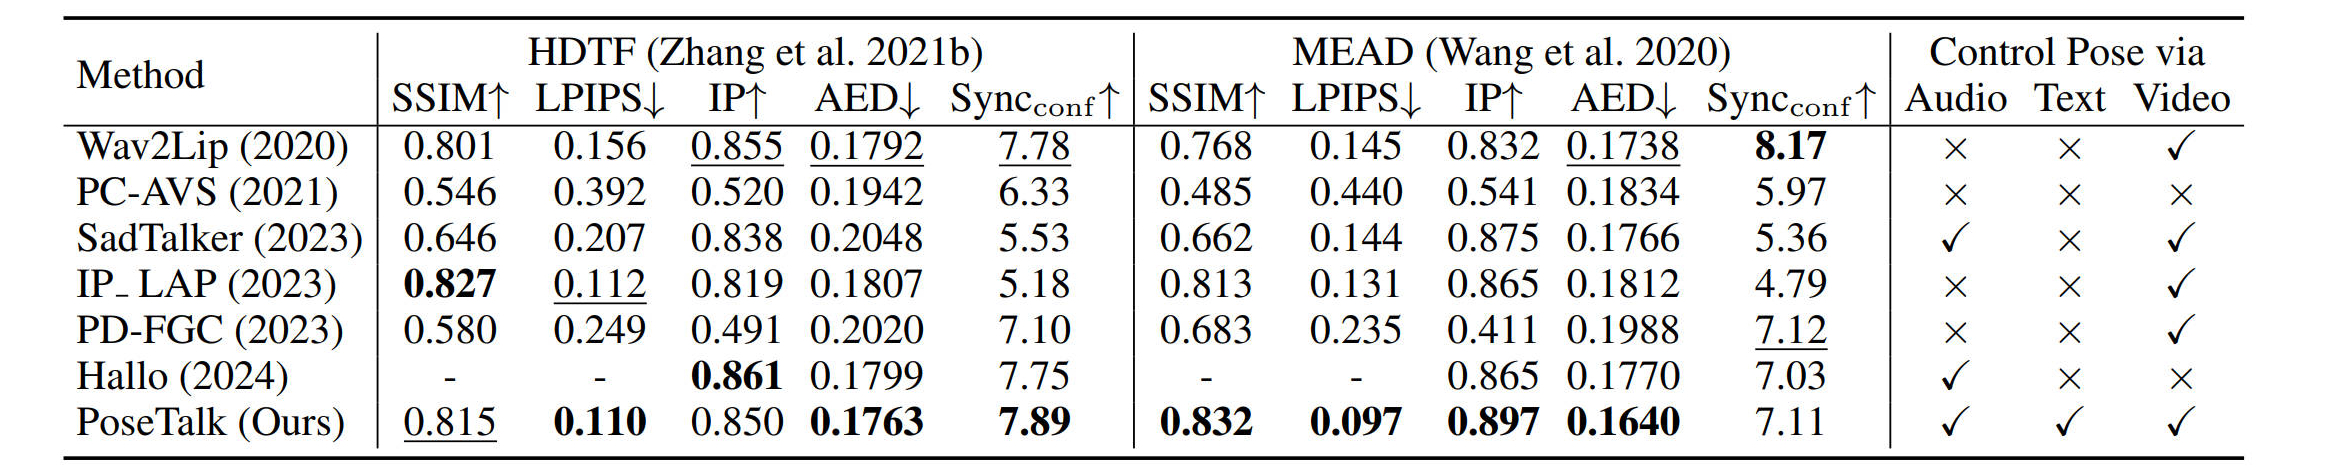 Method HDTF (Zhang et al. 2021b) MEAD (Wang et al. 2020) Control Pose via
SSIM↑ LPIPS↓ IP↑ AED↓ Sync_conf↑ SSIM↑ LPIPS↓ IP↑ AED↓ Sync_conf↑ Audio Text Video
Wav2Lip (2020) 0.801 0.156 0.855 0.1792 7.78 0.768 0.145 0.832 0.1738 8.17 × × ✓
PC-AVS (2021) 0.546 0.392 0.520 0.1942 6.33 0.485 0.440 0.541 0.1834 5.97 × × ×
SadTalker (2023) 0.646 0.207 0.838 0.2048 5.53 0.662 0.144 0.875 0.1766 5.36 ✓ × ✓
IP_ LAP (2023) 0.827 0.112 0.819 0.1807 5.18 0.813 0.131 0.865 0.1812 4.79 × × ✓
PD-FGC (2023) 0.580 0.249 0.491 0.2020 7.10 0.683 0.235 0.411 0.1988 7.12 × × ✓
Hallo (2024) - - 0.861 0.1799 7.75 - - 0.865 0.1770 7.03 ✓ × ×
PoseTalk (Ours) 0.815 0.110 0.850 0.1763 7.89 0.832 0.097 0.897 0.1640 7.11 ✓ ✓ ✓